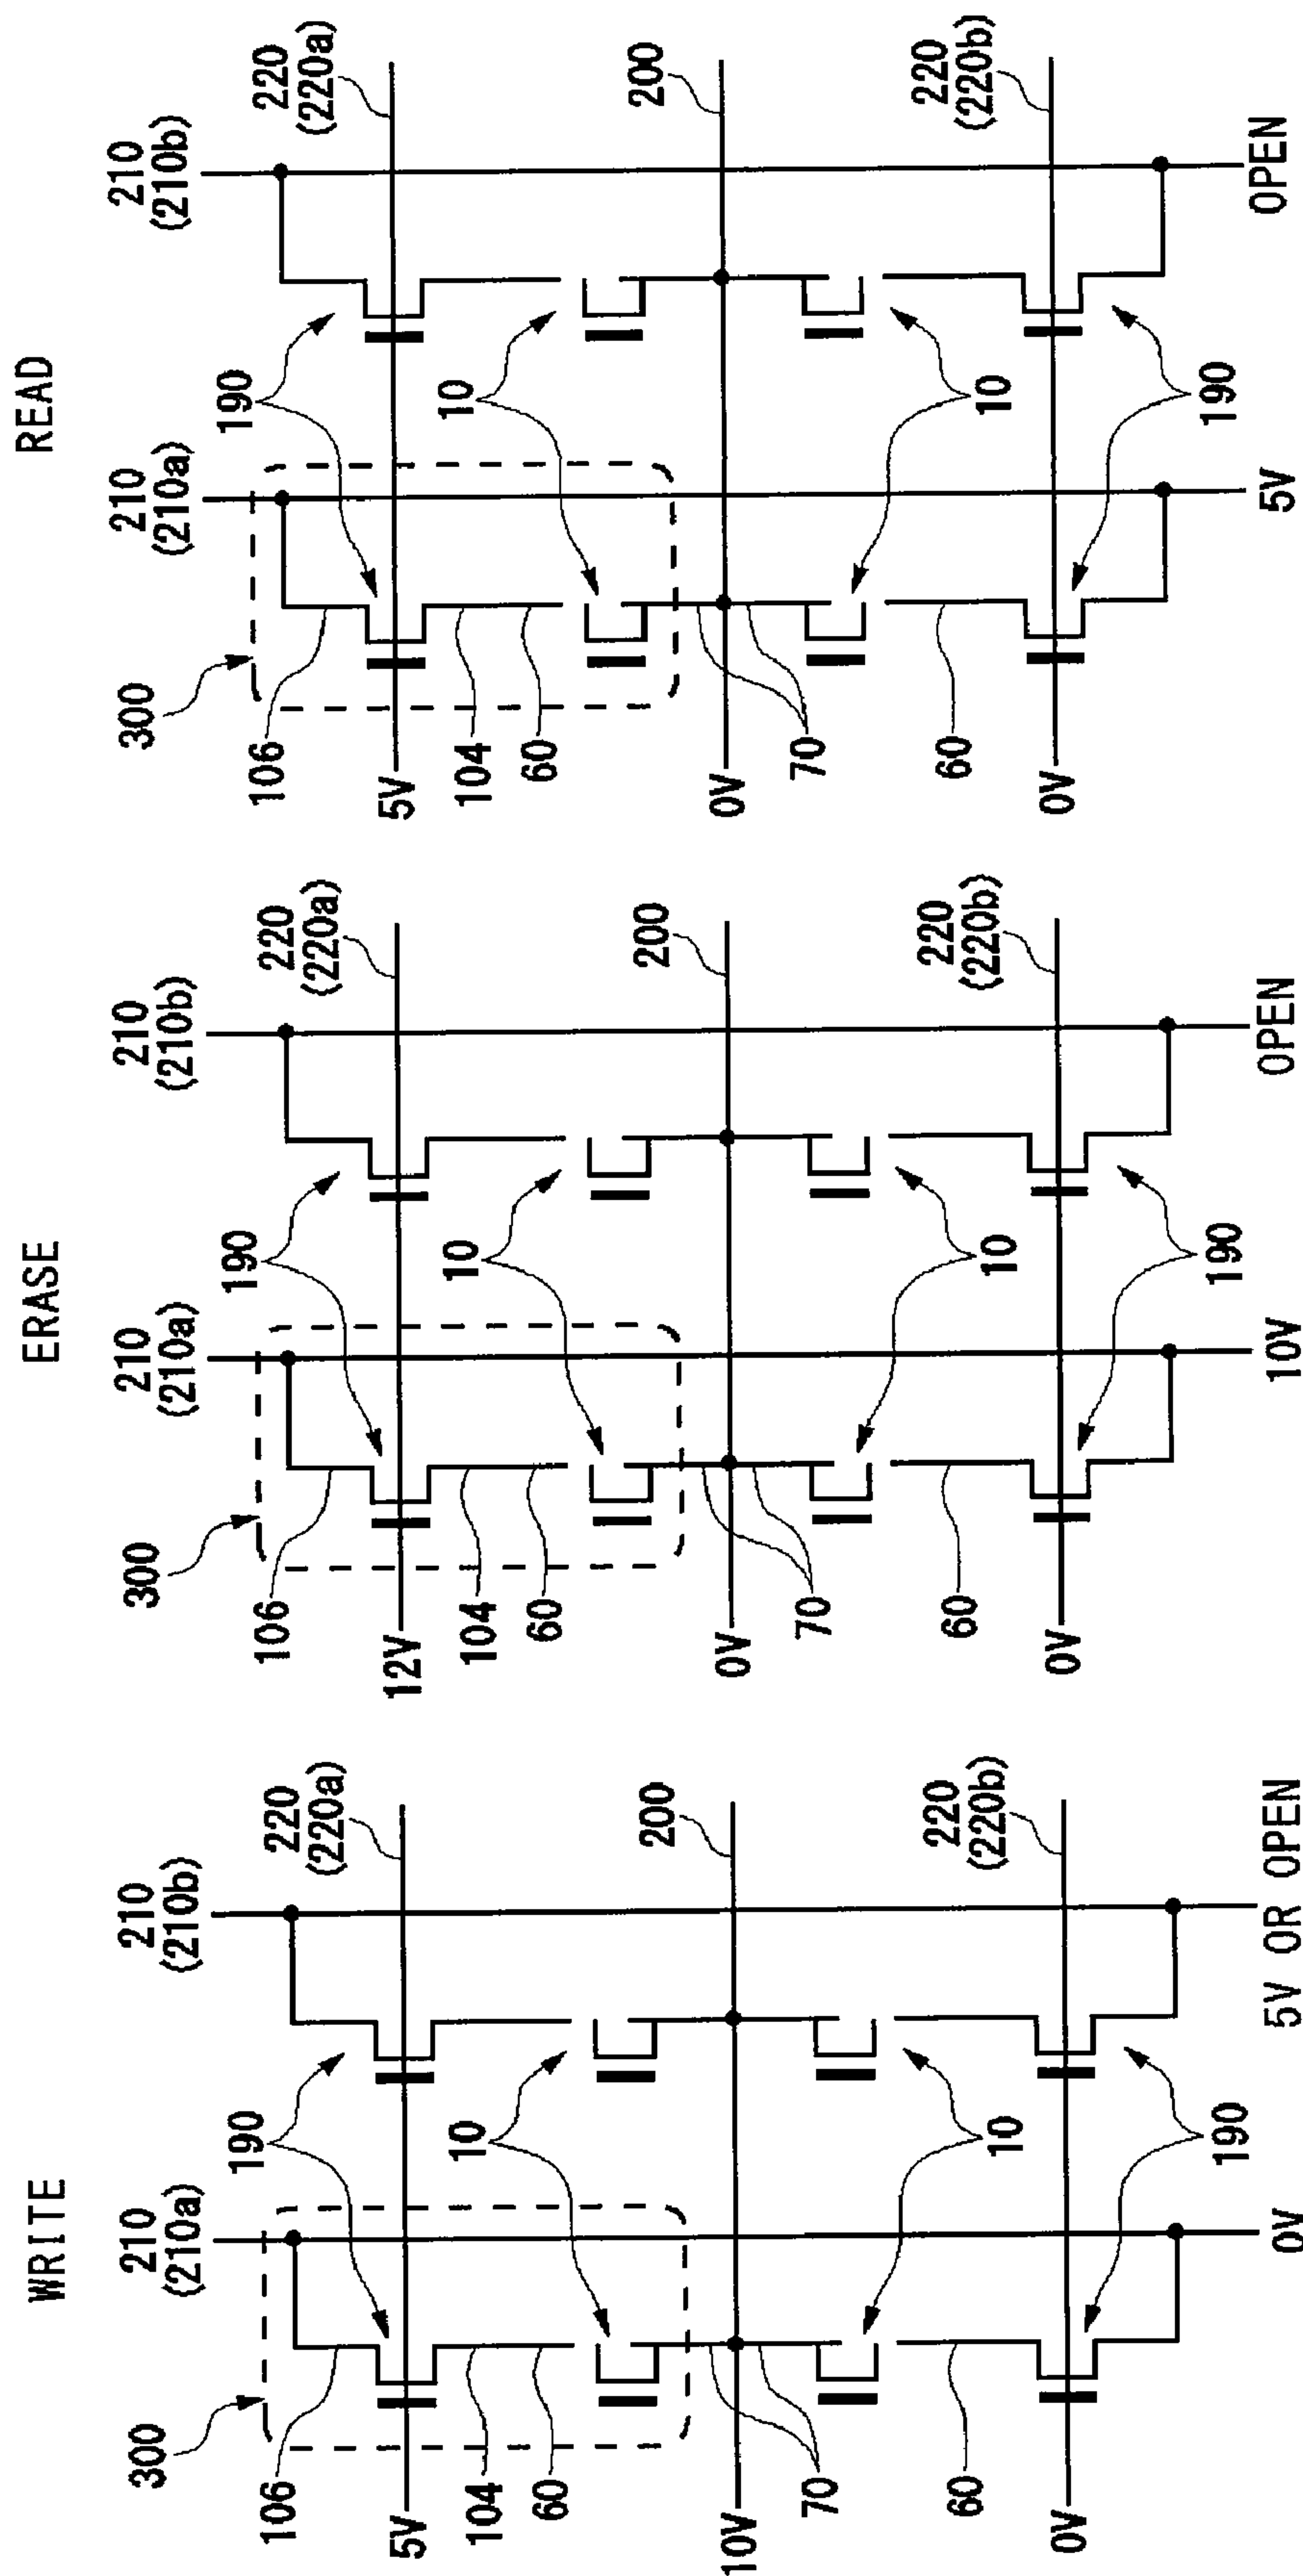 WRITE
210
(210a)
210
(210b)
300
106
190
220
(220a)
5V
104
60
10
200
10V
70
10
60
190
220
(220b)
0V
0V
5V OR OPEN
ERASE
210
(210a)
210
(210b)
300
106
190
220
(220a)
12V
104
60
10
200
0V
70
10
60
190
220
(220b)
0V
10V
OPEN
READ
210
(210a)
210
(210b)
300
106
190
220
(220a)
5V
104
60
10
200
0V
70
10
60
190
220
(220b)
0V
5V
OPEN